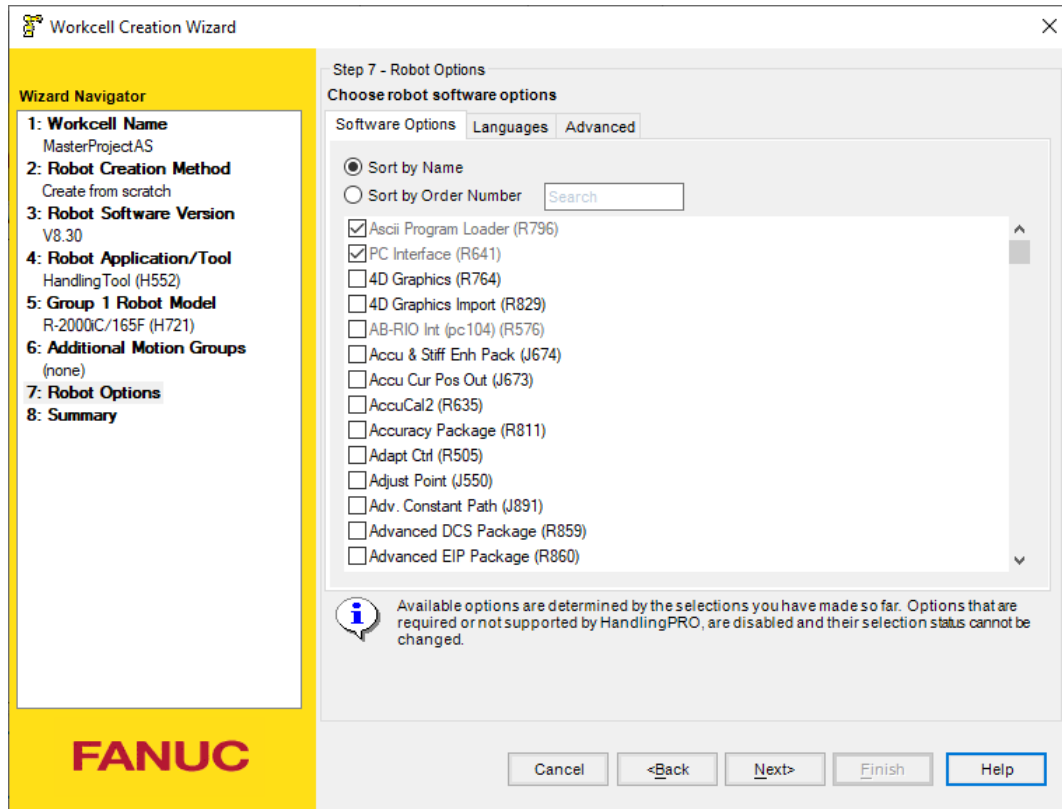 Workcell Creation Wizard
Wizard Navigator
1: Workcell Name
MasterProjectAS
2: Robot Creation Method
Create from scratch
3: Robot Software Version
V8.30
4: Robot Application/Tool
HandlingTool (H552)
5: Group 1 Robot Model
R-2000iC/165F (H721)
6: Additional Motion Groups
(none)
7: Robot Options
8: Summary
FANUC
Step 7 - Robot Options
Choose robot software options
Software Options Languages Advanced
Sort by Name
Sort by Order Number Search
Ascii Program Loader (R796)
PC Interface (R641)
4D Graphics (R764)
4D Graphics Import (R829)
AB-RIO Int (pc104) (R576)
Accu & Stiff Enh Pack (J674)
Accu Cur Pos Out (J673)
AccuCal2 (R635)
Accuracy Package (R811)
Adapt Ctrl (R505)
Adjust Point (J550)
Adv. Constant Path (J891)
Advanced DCS Package (R859)
Advanced EIP Package (R860)
Available options are determined by the selections you have made so far. Options that are
required or not supported by HandlingPRO, are disabled and their selection status cannot be
changed.
Cancel <Back Next> Finish Help